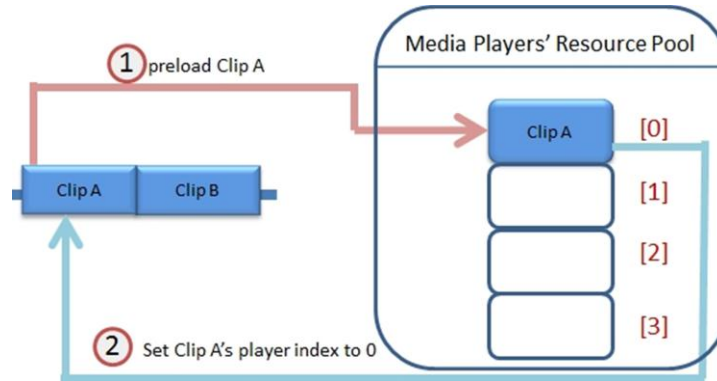 Media Players' Resource Pool
1 preload Clip A
Clip A [0]
Clip A Clip B
[1]
[2]
[3]
2 Set Clip A's player index to 0